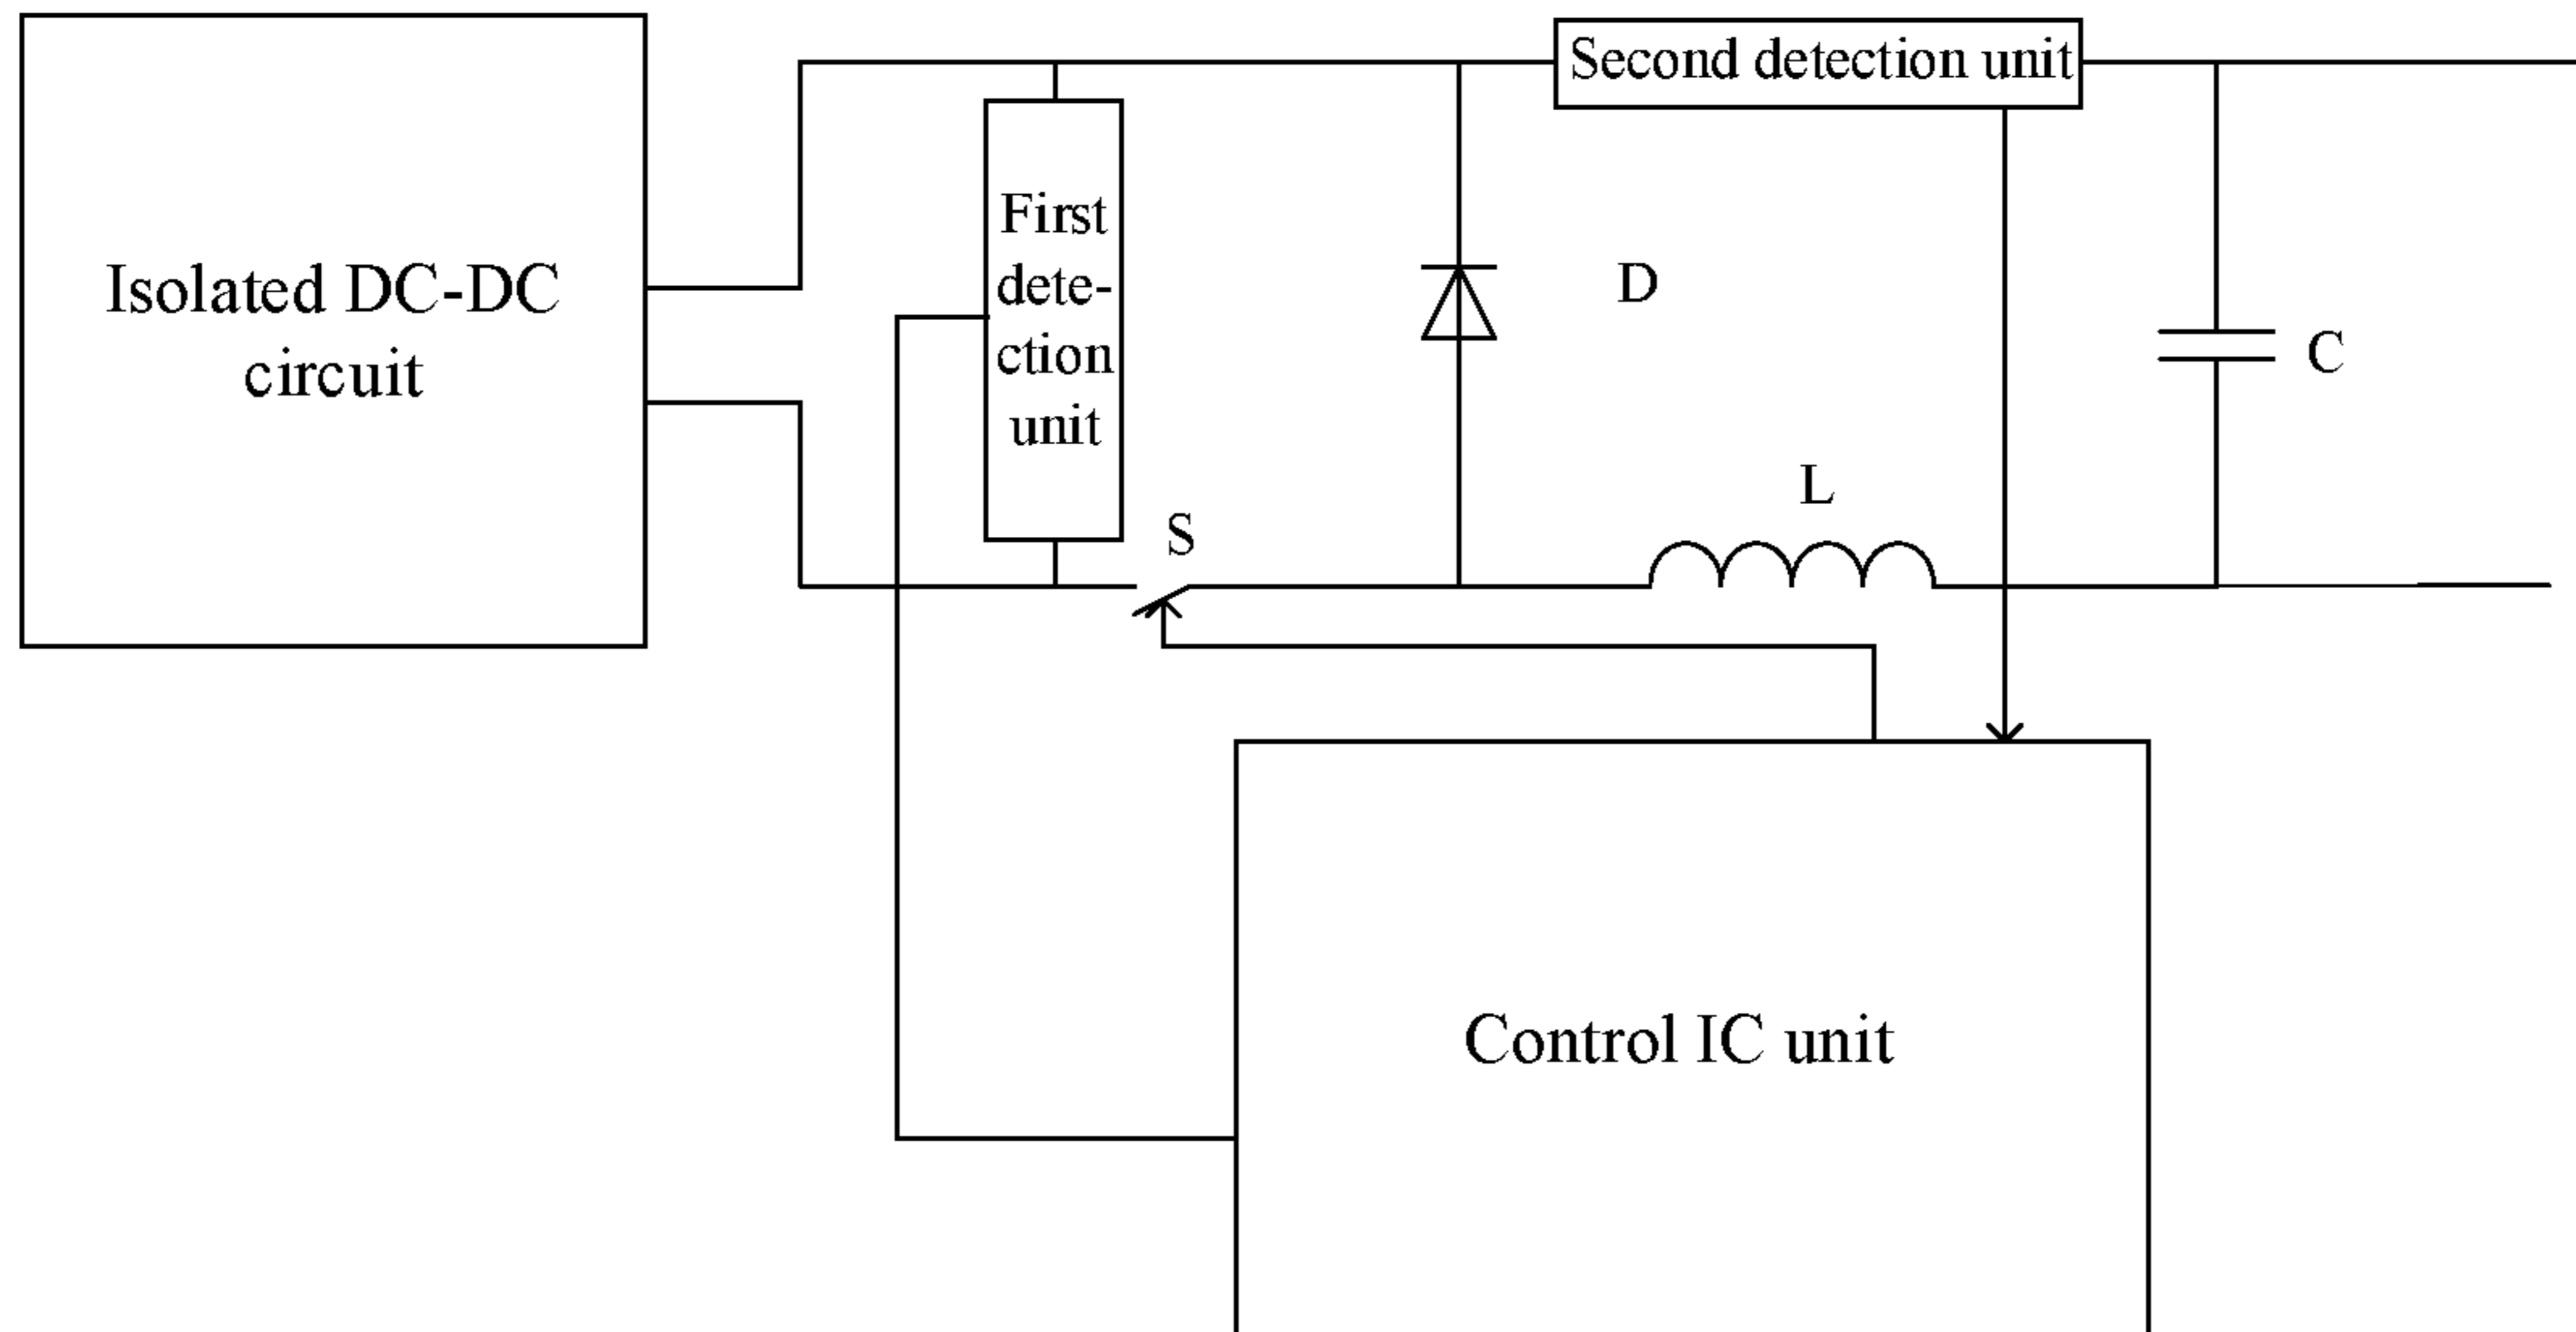 Second detection unit
First
dete-
ction
unit
Isolated DC-DC
circuit
D
C
L
S
Control IC unit